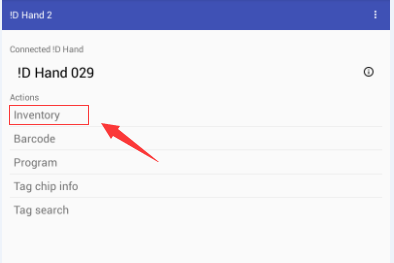 !D Hand 2
Connected !D Hand
!D Hand 029
Actions
Inventory
Barcode
Program
Tag chip info
Tag search